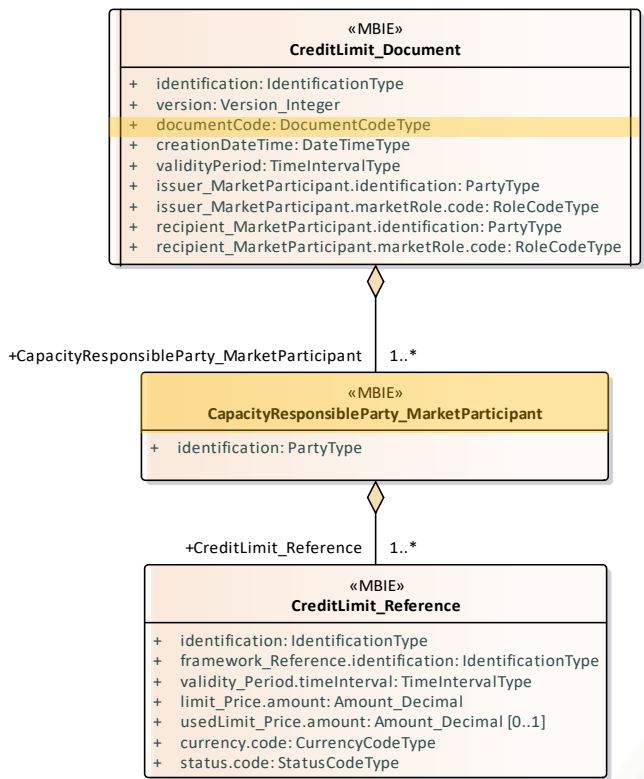 «MBIE»
CreditLimit_Document
+ identification: IdentificationType
+ version: Version_Integer
+ documentCode: DocumentCodeType
+ creationDateTime: DateTimeType
+ validityPeriod: TimeIntervalType
+ issuer_MarketParticipant.identification: PartyType
+ issuer_MarketParticipant.marketRole.code: RoleCodeType
+ recipient_MarketParticipant.identification: PartyType
+ recipient_MarketParticipant.marketRole.code: RoleCodeType
+CapacityResponsibleParty_MarketParticipant 1..*
«MBIE»
CapacityResponsibleParty_MarketParticipant
+ identification: PartyType
+CreditLimit_Reference 1..*
«MBIE»
CreditLimit_Reference
+ identification: IdentificationType
+ framework_Reference.identification: IdentificationType
+ validity_Period.timeInterval: TimeIntervalType
+ limit_Price.amount: Amount_Decimal
+ usedLimit_Price.amount: Amount_Decimal [0..1]
+ currency.code: CurrencyCodeType
+ status.code: StatusCodeType